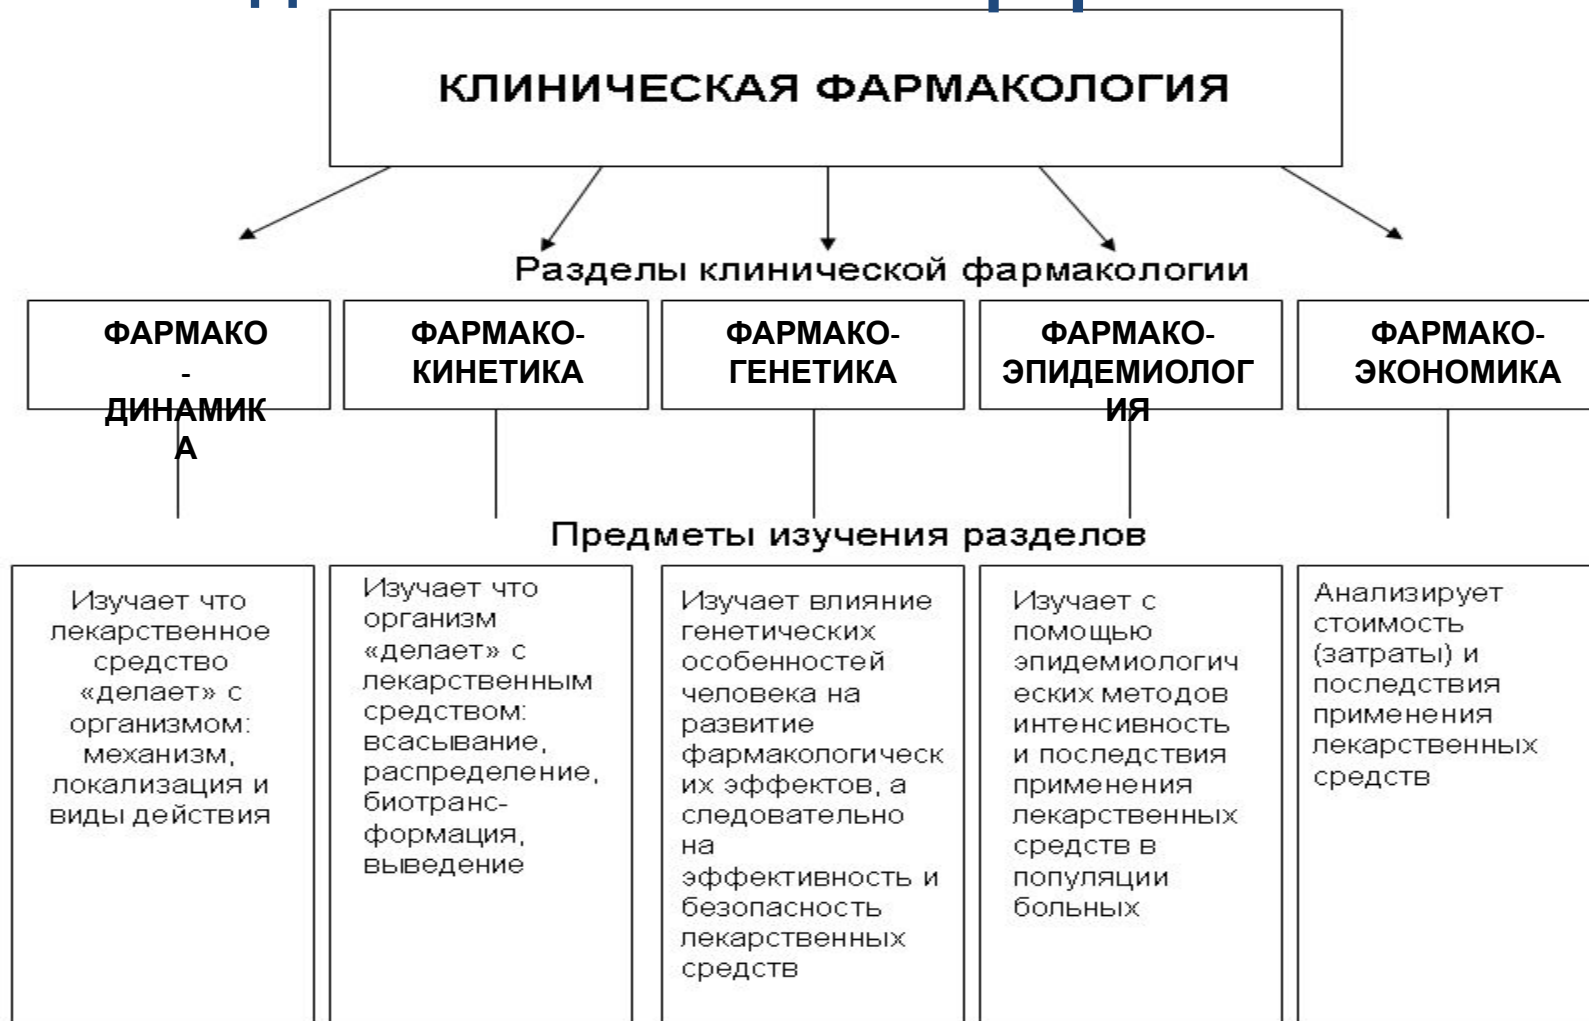 КЛИНИЧЕСКАЯ ФАРМАКОЛОГИЯ
Разделы клинической фармакологии
ФАРМАКО
-
ДИНАМИК
А
ФАРМАКО-
КИНЕТИКА
ФАРМАКО-
ГЕНЕТИКА
ФАРМАКО-
ЭПИДЕМИОЛОГ
ИЯ
ФАРМАКО-
ЭКОНОМИКА
Предметы изучения разделов
Изучает что
лекарственное
средство
«делает» с
организмом:
механизм,
локализация и
виды действия
Изучает что
организм
«делает» с
лекарственным
средством:
всасывание,
распределение,
биотранс-
формация,
выведение
Изучает влияние
генетических
особенностей
человека на
развитие
фармакологическ
их эффектов, а
следовательно
на
эффективность и
безопасность
лекарственных
средств
Изучает с
помощью
эпидемиологич
еских методов
интенсивность
и последствия
применения
лекарственных
средств в
популяции
больных
Анализирует
стоимость
(затраты) и
последствия
применения
лекарственных
средств